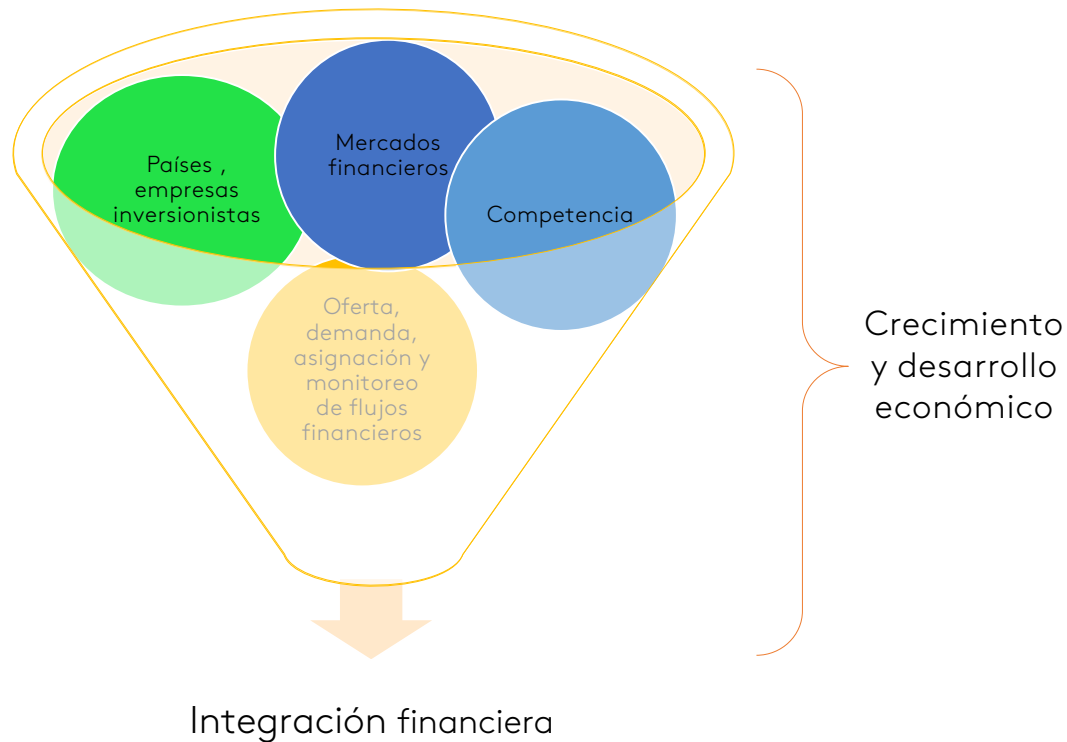 Países ,
empresas
inversionistas
Mercados
financieros
Competencia
Oferta,
demanda,
asignación y
monitoreo
de flujos
financieros
Crecimiento
y desarrollo
económico
Integración financiera